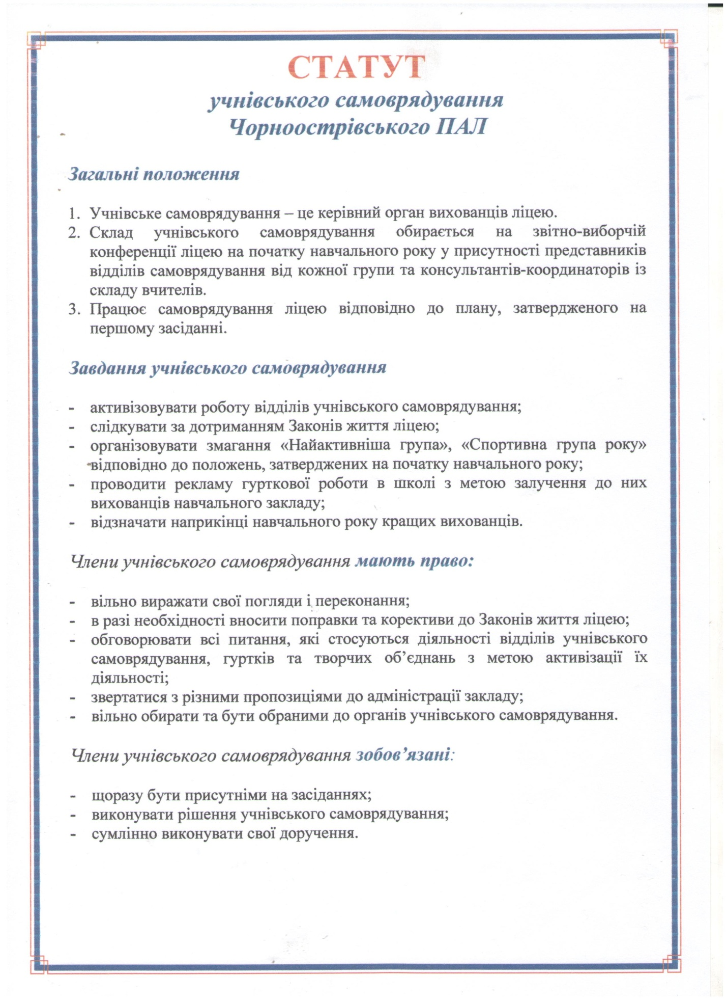 СТАТУТ
учнівського самоврядування
Чорноострівського ПАЛ
Загальні положення
1. Учнівське самоврядування – це керівний орган вихованців ліцею.
2. Склад учнівського самоврядування обирається на звітно-виборчій
конференції ліцею на початку навчального року у присутності представників
відділів самоврядування від кожної групи та консультантів-координаторів із
складу вчителів.
3. Працює самоврядування ліцею відповідно до плану, затвердженого на
першому засіданні.
Завдання учнівського самоврядування
- активізовувати роботу відділів учнівського самоврядування;
- слідкувати за дотриманням Законів життя ліцею;
- організовувати змагання «Найактивніша група», «Спортивна група року»
відповідно до положень, затверджених на початку навчального року;
- проводити рекламу гурткової роботи в школі з метою залучення до них
вихованців навчального закладу;
- відзначати наприкінці навчального року кращих вихованців.
Члени учнівського самоврядування мають право:
- вільно виражати свої погляди і переконання;
- в разі необхідності вносити поправки та корективи до Законів життя ліцею;
- обговорювати всі питання, які стосуються діяльності відділів учнівського
самоврядування, гуртків та творчих об’єднань з метою активізації їх
діяльності;
- звертатися з різними пропозиціями до адміністрації закладу;
- вільно обирати та бути обраними до органів учнівського самоврядування.
Члени учнівського самоврядування зобов’язані:
- щоразу бути присутніми на засіданнях;
- виконувати рішення учнівського самоврядування;
- сумлінно виконувати свої доручення.